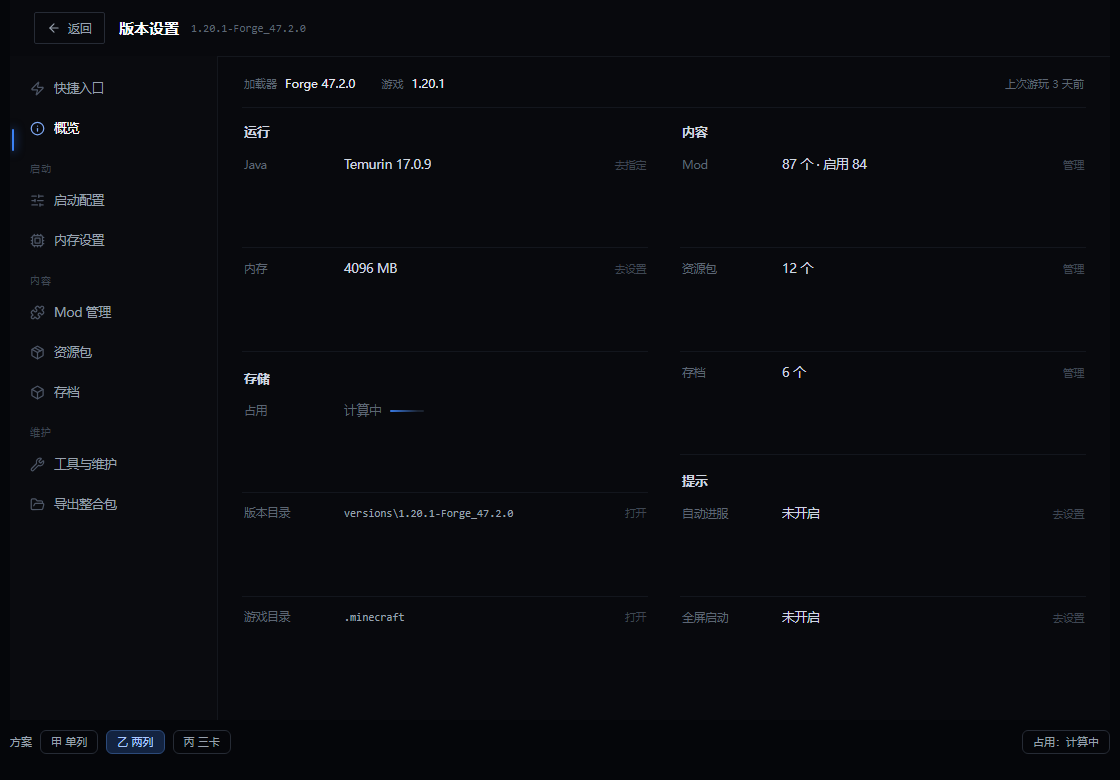 返回 版本设置 1.20.1-Forge_47.2.0
快捷入口
概览
启动
启动配置
内存设置
内容
Mod 管理
资源包
存档
维护
工具与维护
导出整合包
加载器 Forge 47.2.0 游戏 1.20.1 上次游玩 3 天前
运行
Java Temurin 17.0.9 去指定
内存 4096 MB 去设置
存储
占用 计算中
版本目录 versions\1.20.1-Forge_47.2.0 打开
游戏目录 .minecraft 打开
内容
Mod 87 个 · 启用 84 管理
资源包 12 个 管理
存档 6 个 管理
提示
自动进服 未开启 去设置
全屏启动 未开启 去设置
方案 甲 单列 乙 两列 丙 三卡 占用：计算中